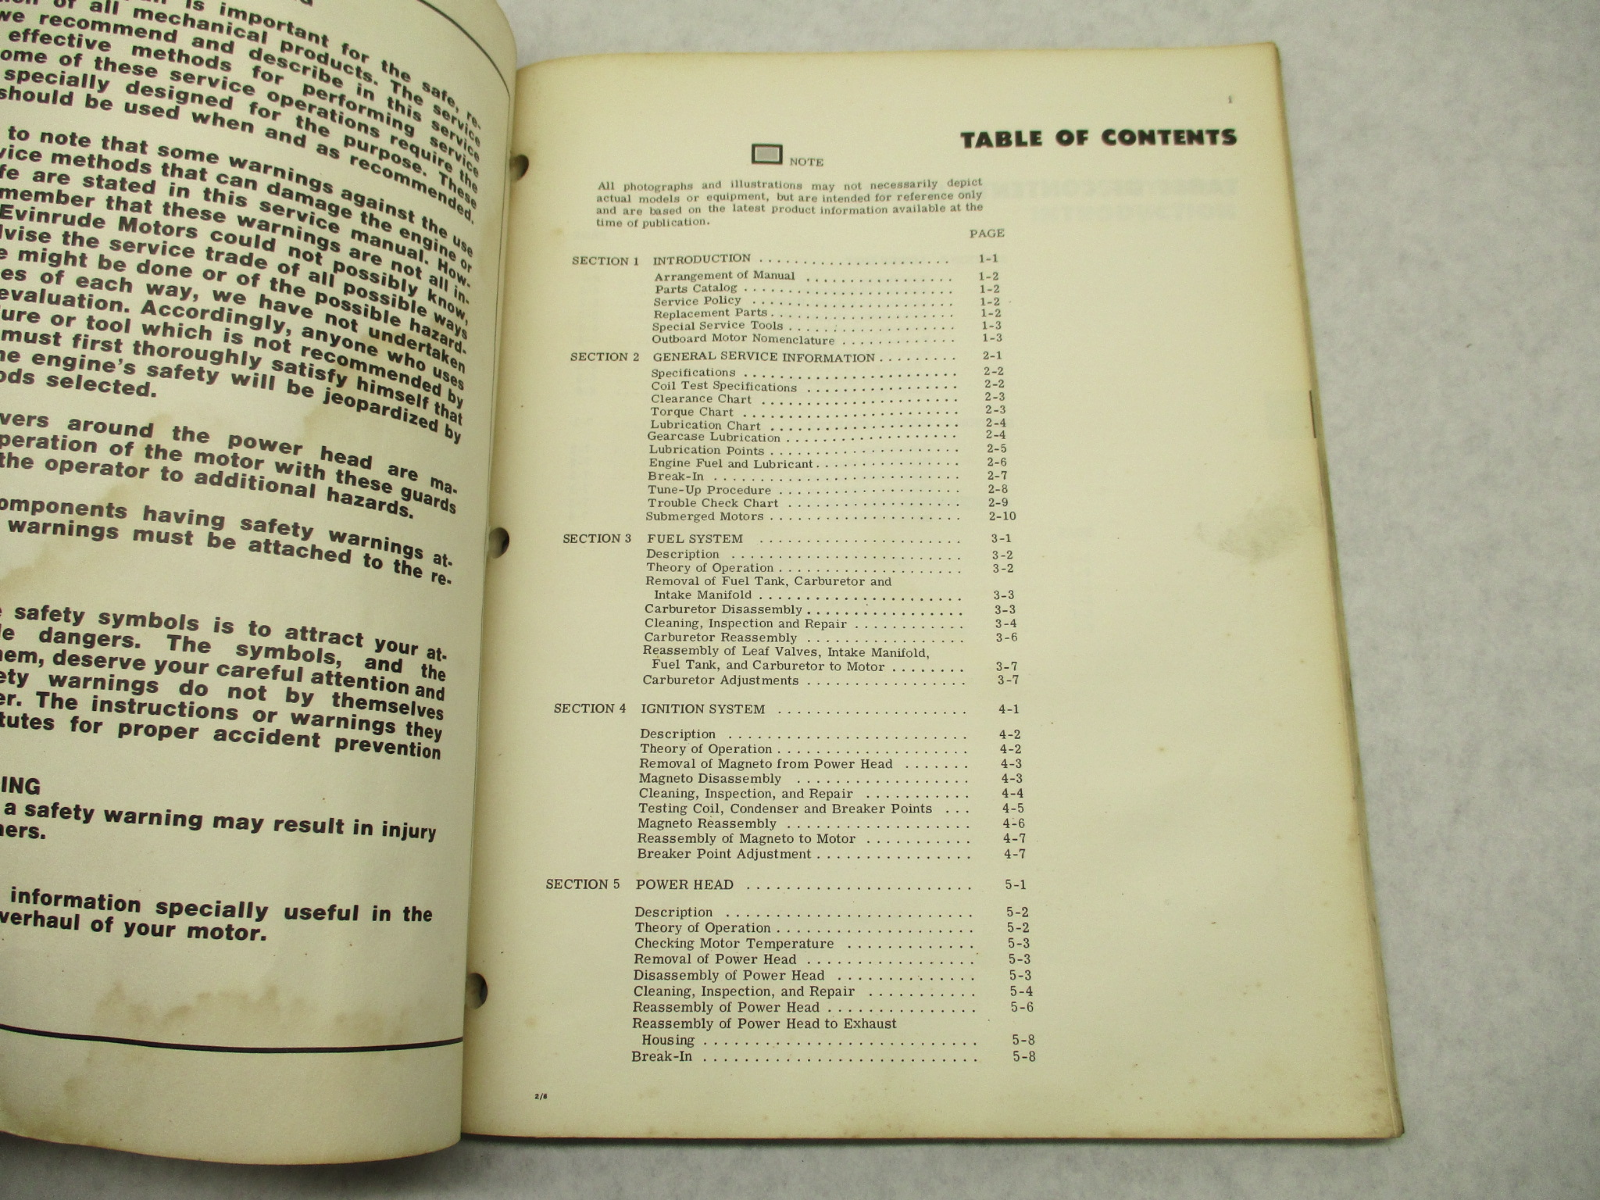 is important for the safe, re-
of all mechanical products. The service
we recommend and describe in this service
effective methods for performing service
ome of these service operations require the
specially designed for the purpose. These
should be used when and as recommended.
to note that some warnings against the use
vice methods that can damage the engine or
fe are stated in this service manual. How-
member that these warnings are not all in-
Evinrude Motors could not possibly know,
dvise the service trade of all possible ways
e might be done or of the possible hazard-
es of each way, we have not undertaken
evaluation. Accordingly, anyone who uses
ure or tool which is not recommended by
must first thoroughly satisfy himself that
he engine's safety will be jeopardized by
ods selected.
vers around the power head are ma-
peration of the motor with these guards
the operator to additional hazards.
omponents having safety warnings at-
warnings must be attached to the re-
safety symbols is to attract your at-
le dangers. The symbols, and the
hem, deserve your careful attention and
ety warnings do not by themselves
er. The instructions or warnings they
tutes for proper accident prevention
ING
a safety warning may result in injury
hers.
information specially useful in the
verhaul of your motor.
TABLE OF CONTENTS
NOTE
All photographs and illustrations may not necessarily depict
actual models or equipment, but are intended for reference only
and are based on the latest product information available at the
time of publication.
PAGE
SECTION 1 INTRODUCTION . . . . . . . . . . . . . . . . . . . . . 1-1
Arrangement of Manual . . . . . . . . . . . . . . . . 1-2
Parts Catalog . . . . . . . . . . . . . . . . . . . . . . 1-2
Service Policy . . . . . . . . . . . . . . . . . . . . . 1-2
Replacement Parts . . . . . . . . . . . . . . . . . . . 1-2
Special Service Tools . . . . . . . . . . . . . . . . . 1-3
Outboard Motor Nomenclature . . . . . . . . . . . . 1-3
SECTION 2 GENERAL SERVICE INFORMATION . . . . . . . . . 2-1
Specifications . . . . . . . . . . . . . . . . . . . . . . 2-2
Coil Test Specifications . . . . . . . . . . . . . . . . 2-2
Clearance Chart . . . . . . . . . . . . . . . . . . . . . 2-3
Torque Chart . . . . . . . . . . . . . . . . . . . . . . . 2-3
Lubrication Chart . . . . . . . . . . . . . . . . . . . . 2-4
Gearcase Lubrication . . . . . . . . . . . . . . . . . . 2-4
Lubrication Points . . . . . . . . . . . . . . . . . . . . 2-5
Engine Fuel and Lubricant . . . . . . . . . . . . . . . 2-6
Break-In . . . . . . . . . . . . . . . . . . . . . . . . . . 2-7
Tune-Up Procedure . . . . . . . . . . . . . . . . . . . 2-8
Trouble Check Chart . . . . . . . . . . . . . . . . . . 2-9
Submerged Motors . . . . . . . . . . . . . . . . . . . . 2-10
SECTION 3 FUEL SYSTEM . . . . . . . . . . . . . . . . . . . . . . 3-1
Description . . . . . . . . . . . . . . . . . . . . . . . . 3-2
Theory of Operation . . . . . . . . . . . . . . . . . . . 3-2
Removal of Fuel Tank, Carburetor and
Intake Manifold . . . . . . . . . . . . . . . . . . . . . 3-3
Carburetor Disassembly . . . . . . . . . . . . . . . . . 3-3
Cleaning, Inspection and Repair . . . . . . . . . . . . 3-4
Carburetor Reassembly . . . . . . . . . . . . . . . . . 3-6
Reassembly of Leaf Valves, Intake Manifold,
Fuel Tank, and Carburetor to Motor . . . . . . . . 3-7
Carburetor Adjustments . . . . . . . . . . . . . . . . . 3-7
SECTION 4 IGNITION SYSTEM . . . . . . . . . . . . . . . . . . . . 4-1
Description . . . . . . . . . . . . . . . . . . . . . . . . 4-2
Theory of Operation . . . . . . . . . . . . . . . . . . . 4-2
Removal of Magneto from Power Head . . . . . . . 4-3
Magneto Disassembly . . . . . . . . . . . . . . . . . . 4-3
Cleaning, Inspection, and Repair . . . . . . . . . . . 4-4
Testing Coil, Condenser and Breaker Points . . . 4-5
Magneto Reassembly . . . . . . . . . . . . . . . . . . . 4-6
Reassembly of Magneto to Motor . . . . . . . . . . . 4-7
Breaker Point Adjustment . . . . . . . . . . . . . . . . 4-7
SECTION 5 POWER HEAD . . . . . . . . . . . . . . . . . . . . . . . 5-1
Description . . . . . . . . . . . . . . . . . . . . . . . . 5-2
Theory of Operation . . . . . . . . . . . . . . . . . . . 5-2
Checking Motor Temperature . . . . . . . . . . . . . 5-3
Removal of Power Head . . . . . . . . . . . . . . . . . 5-3
Disassembly of Power Head . . . . . . . . . . . . . . 5-3
Cleaning, Inspection, and Repair . . . . . . . . . . . 5-4
Reassembly of Power Head . . . . . . . . . . . . . . . 5-6
Reassembly of Power Head to Exhaust
Housing . . . . . . . . . . . . . . . . . . . . . . . . . . 5-8
Break-In . . . . . . . . . . . . . . . . . . . . . . . . . . 5-8